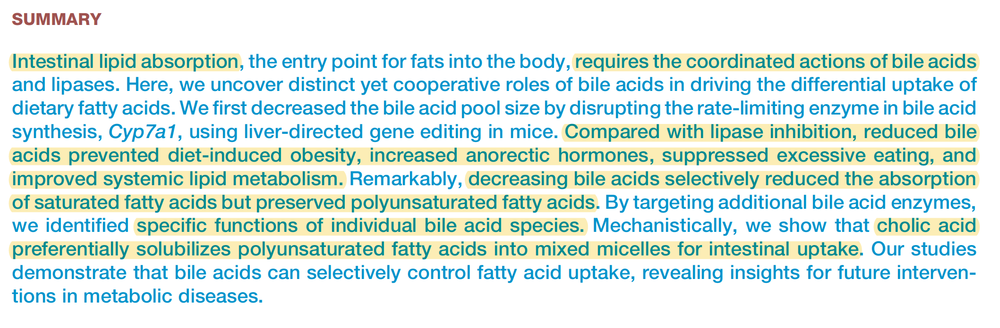 SUMMARY
Intestinal lipid absorption, the entry point for fats into the body, requires the coordinated actions of bile acids
and lipases. Here, we uncover distinct yet cooperative roles of bile acids in driving the differential uptake of
dietary fatty acids. We first decreased the bile acid pool size by disrupting the rate-limiting enzyme in bile acid
synthesis, Cyp7a1, using liver-directed gene editing in mice. Compared with lipase inhibition, reduced bile
acids prevented diet-induced obesity, increased anorectic hormones, suppressed excessive eating, and
improved systemic lipid metabolism. Remarkably, decreasing bile acids selectively reduced the absorption
of saturated fatty acids but preserved polyunsaturated fatty acids. By targeting additional bile acid enzymes,
we identified specific functions of individual bile acid species. Mechanistically, we show that cholic acid
preferentially solubilizes polyunsaturated fatty acids into mixed micelles for intestinal uptake. Our studies
demonstrate that bile acids can selectively control fatty acid uptake, revealing insights for future interven-
tions in metabolic diseases.